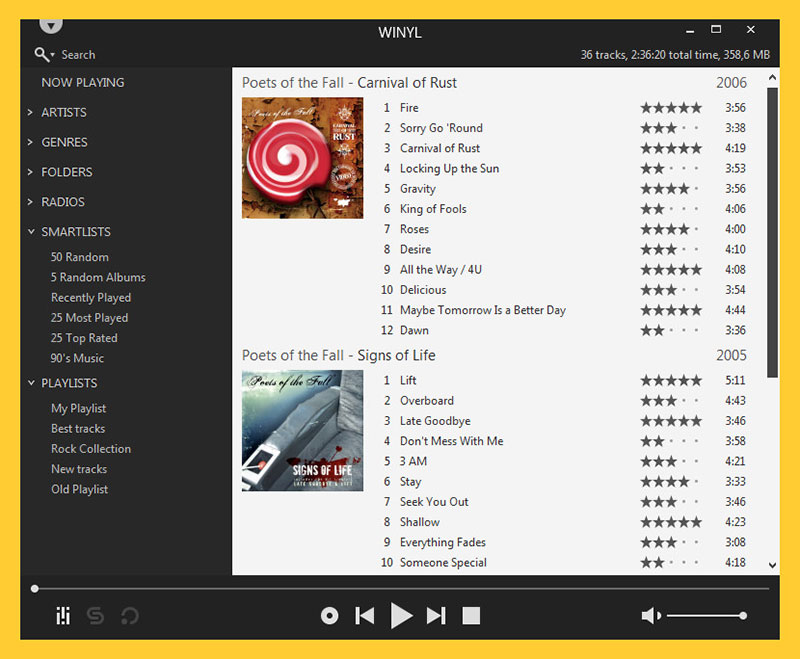 WINYL
Search
36 tracks, 2:36:20 total time, 358,6 MB
NOW PLAYING
ARTISTS
GENRES
FOLDERS
RADIOS
SMARTLISTS
50 Random
5 Random Albums
Recently Played
25 Most Played
25 Top Rated
90's Music
PLAYLISTS
My Playlist
Best tracks
Rock Collection
New tracks
Old Playlist
Poets of the Fall - Carnival of Rust 2006
Poets of the Fall
CARNIVAL
OF
RUST
VIDEO
1 Fire ★★★★★ 3:56
2 Sorry Go 'Round ★★★ 3:38
3 Carnival of Rust ★★★★★ 4:19
4 Locking Up the Sun ★★ 3:53
5 Gravity ★★★★ 3:56
6 King of Fools ★★ 4:06
7 Roses ★★★★ 4:00
8 Desire ★★★ 4:10
9 All the Way / 4U ★★★★★ 4:08
10 Delicious ★★★ 3:54
11 Maybe Tomorrow Is a Better Day ★★★★★ 4:44
12 Dawn ★★ 3:36
Poets of the Fall - Signs of Life 2005
Poets of the Fall
SIGNS OF LIFE
LATE GOODBYE & LIFT
1 Lift ★★★★★ 5:11
2 Overboard ★★★ 4:43
3 Late Goodbye ★★★★★ 3:46
4 Don't Mess With Me ★★ 3:58
5 3 AM ★★★ 4:21
6 Stay ★★★★ 3:33
7 Seek You Out ★★★ 3:46
8 Shallow ★★★★★ 4:23
9 Everything Fades ★★★ 3:08
10 Someone Special ★★ 4:18